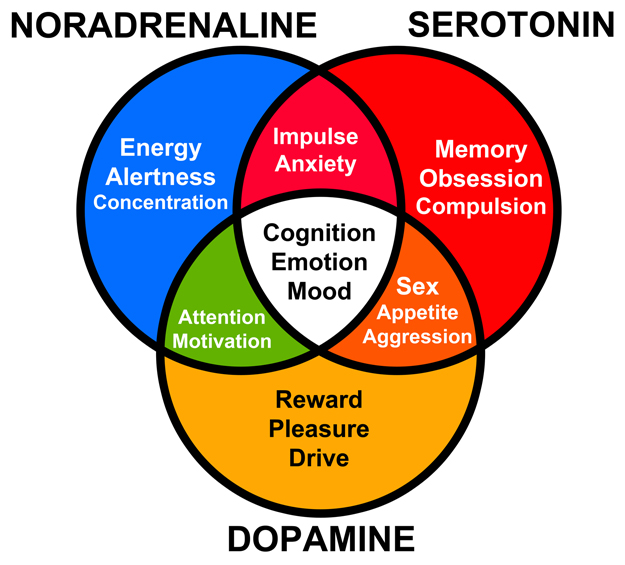 NORADRENALINE
SEROTONIN
Energy
Alertness
Concentration
Impulse
Anxiety
Memory
Obsession
Compulsion
Cognition
Emotion
Mood
Attention
Motivation
Sex
Appetite
Aggression
Reward
Pleasure
Drive
DOPAMINE